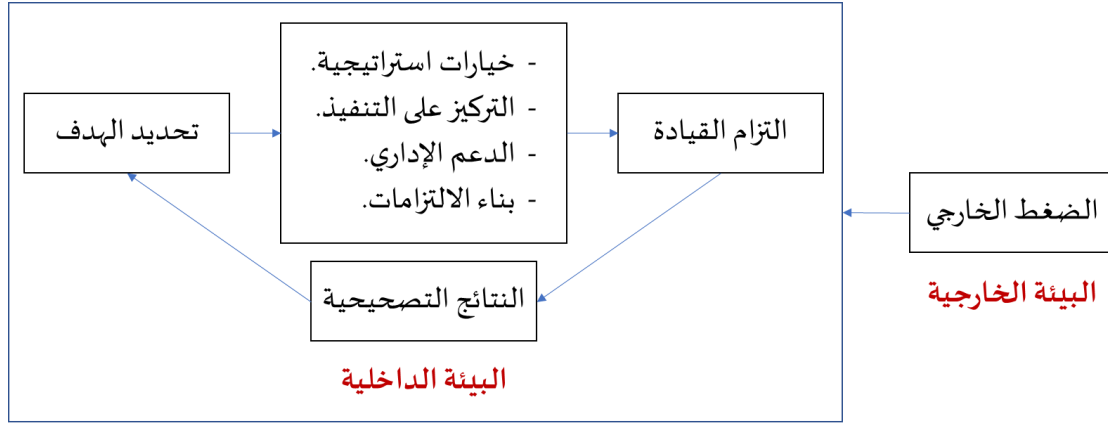 - خيارات استراتيجية.
- التركيز على التنفيذ.
- الدعم الإداري.
- بناء الالتزامات.
التزام القيادة
تحديد الهدف
الضغط الخارجي
البيئة الخارجية
النتائج التصحيحية
البيئة الداخلية